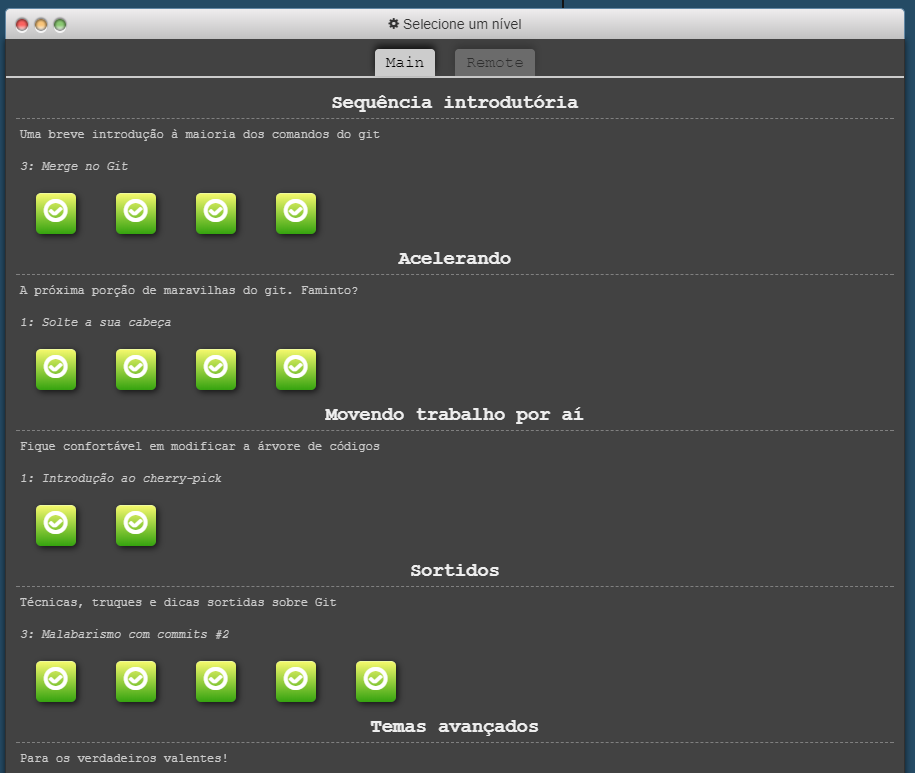 Selecione um nível
Main Remote
Sequência introdutória
Uma breve introdução à maioria dos comandos do git
3: Merge no Git
Acelerando
A próxima porção de maravilhas do git. Faminto?
1: Solte a sua cabeça
Movendo trabalho por aí
Fique confortável em modificar a árvore de códigos
1: Introdução ao cherry-pick
Sortidos
Técnicas, truques e dicas sortidas sobre Git
3: Malabarismo com commits #2
Temas avançados
Para os verdadeiros valentes!